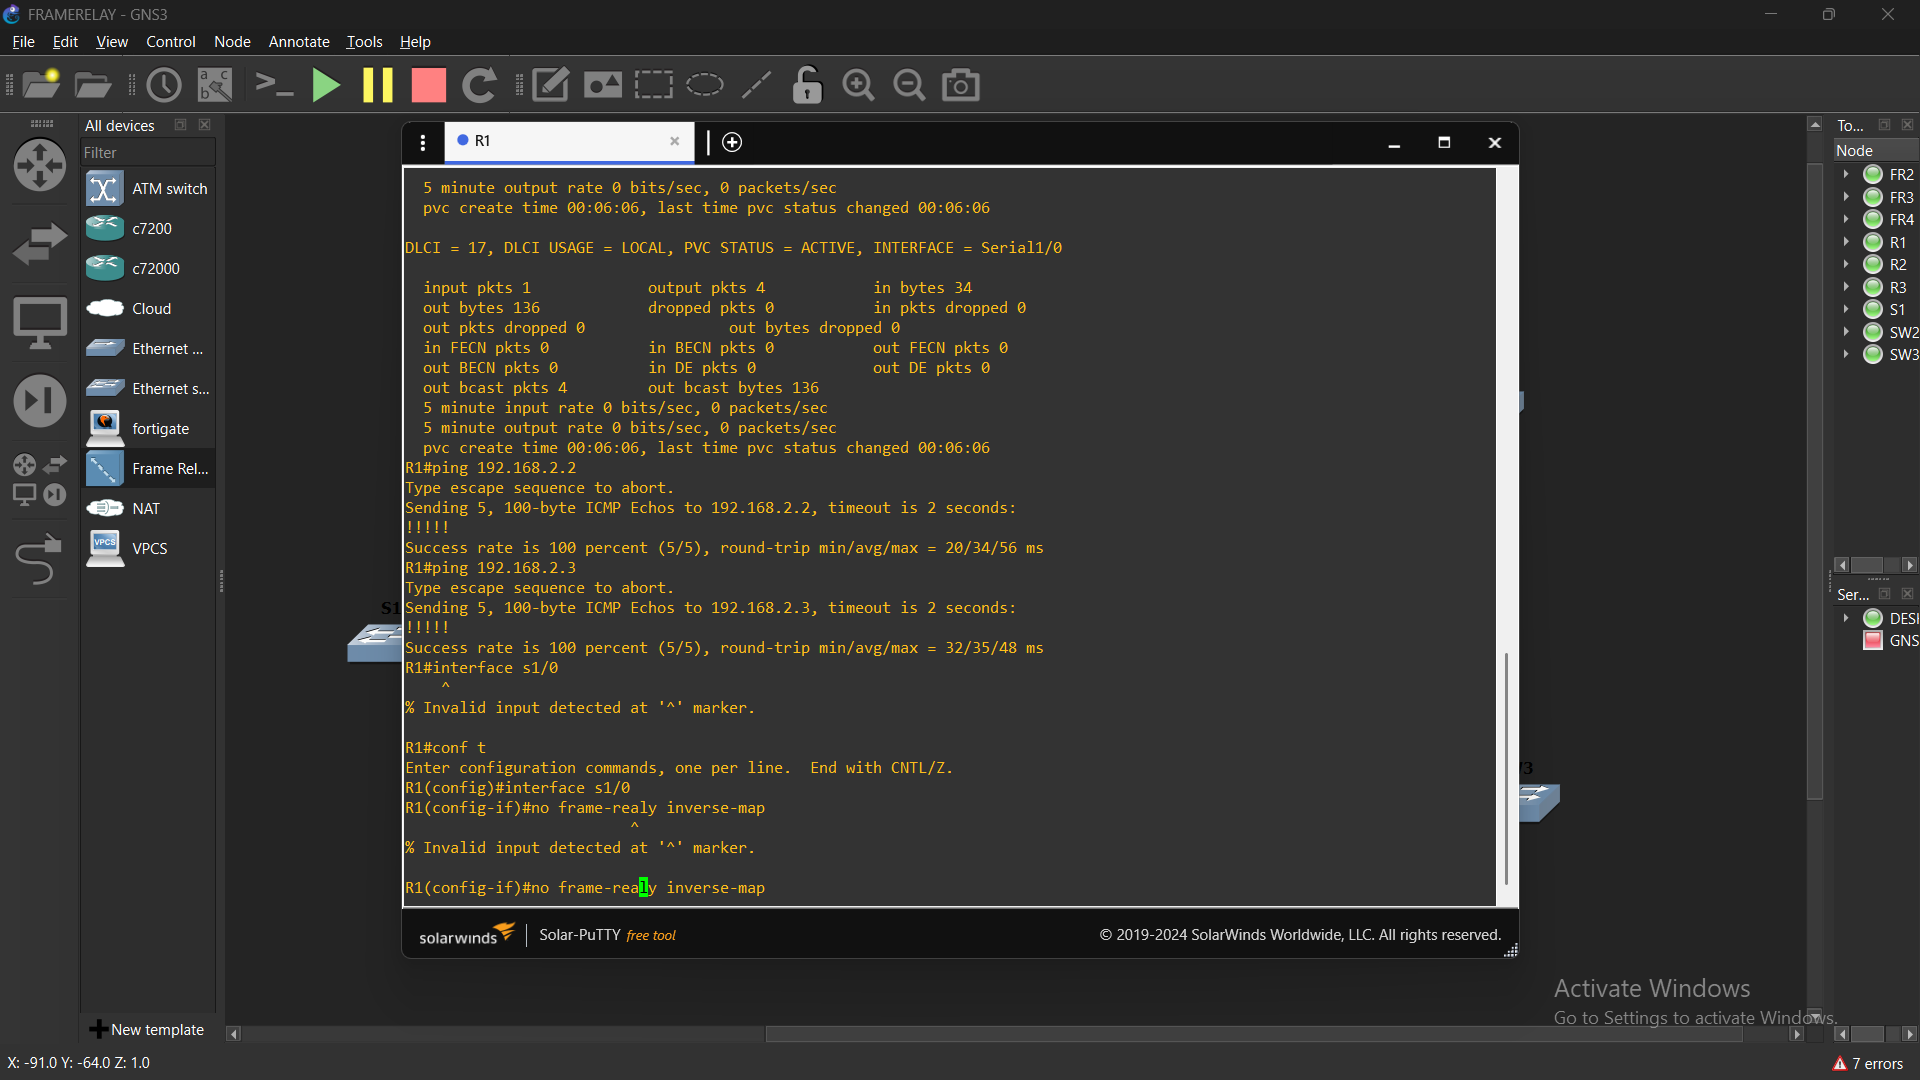 FRAMERELAY - GNS3
File Edit View Control Node Annotate Tools Help
All devices
Filter
ATM switch
c7200
c72000
Cloud
Ethernet ...
Ethernet s...
fortigate
Frame Rel...
NAT
VPCS
VPCS
New template
S1
R1
5 minute output rate 0 bits/sec, 0 packets/sec
pvc create time 00:06:06, last time pvc status changed 00:06:06
DLCI = 17, DLCI USAGE = LOCAL, PVC STATUS = ACTIVE, INTERFACE = Serial1/0
input pkts 1 output pkts 4 in bytes 34
out bytes 136 dropped pkts 0 in pkts dropped 0
out pkts dropped 0 out bytes dropped 0
in FECN pkts 0 in BECN pkts 0 out FECN pkts 0
out BECN pkts 0 in DE pkts 0 out DE pkts 0
out bcast pkts 4 out bcast bytes 136
5 minute input rate 0 bits/sec, 0 packets/sec
5 minute output rate 0 bits/sec, 0 packets/sec
pvc create time 00:06:06, last time pvc status changed 00:06:06
R1#ping 192.168.2.2
Type escape sequence to abort.
Sending 5, 100-byte ICMP Echos to 192.168.2.2, timeout is 2 seconds:
!!!!!
Success rate is 100 percent (5/5), round-trip min/avg/max = 20/34/56 ms
R1#ping 192.168.2.3
Type escape sequence to abort.
Sending 5, 100-byte ICMP Echos to 192.168.2.3, timeout is 2 seconds:
!!!!!
Success rate is 100 percent (5/5), round-trip min/avg/max = 32/35/48 ms
R1#interface s1/0
^
% Invalid input detected at '^' marker.
R1#conf t
Enter configuration commands, one per line.  End with CNTL/Z.
R1(config)#interface s1/0
R1(config-if)#no frame-realy inverse-map
^
% Invalid input detected at '^' marker.
R1(config-if)#no frame-realy inverse-map
solarwinds
Solar-PuTTY free tool
© 2019-2024 SolarWinds Worldwide, LLC. All rights reserved.
To...
Node
FR2
FR3
FR4
R1
R2
R3
S1
SW2
SW3
Ser...
DESI
GNS
Activate Windows
Go to Settings to activate Windows.
X: -91.0 Y: -64.0 Z: 1.0
7 errors